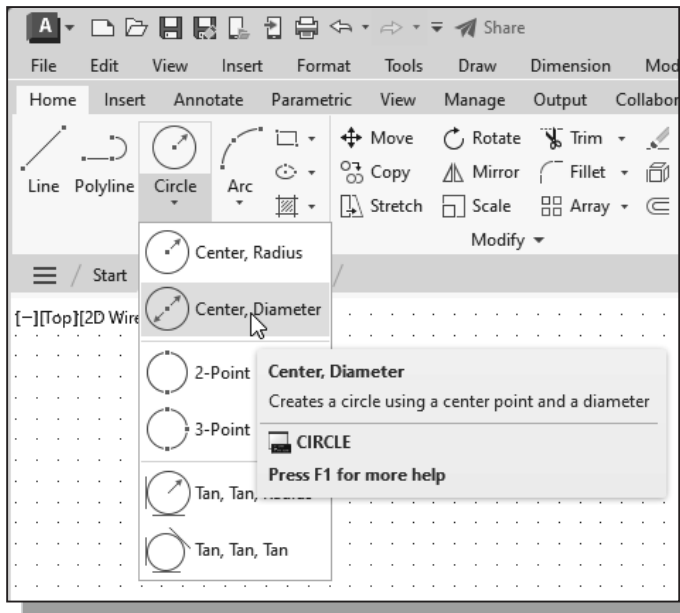 A Share
File Edit View Insert Format Tools Draw Dimension Mod
Home Insert Annotate Parametric View Manage Output Collabor
Line Polyline Circle Arc
Move Rotate Trim
Copy Mirror Fillet
Stretch Scale Array
Modify
Start
[−][Top][2D Wire
Center, Radius
Center, Diameter
2-Point
3-Point
Tan, Tan, Radius
Tan, Tan, Tan
Center, Diameter
Creates a circle using a center point and a diameter
CIRCLE
Press F1 for more help